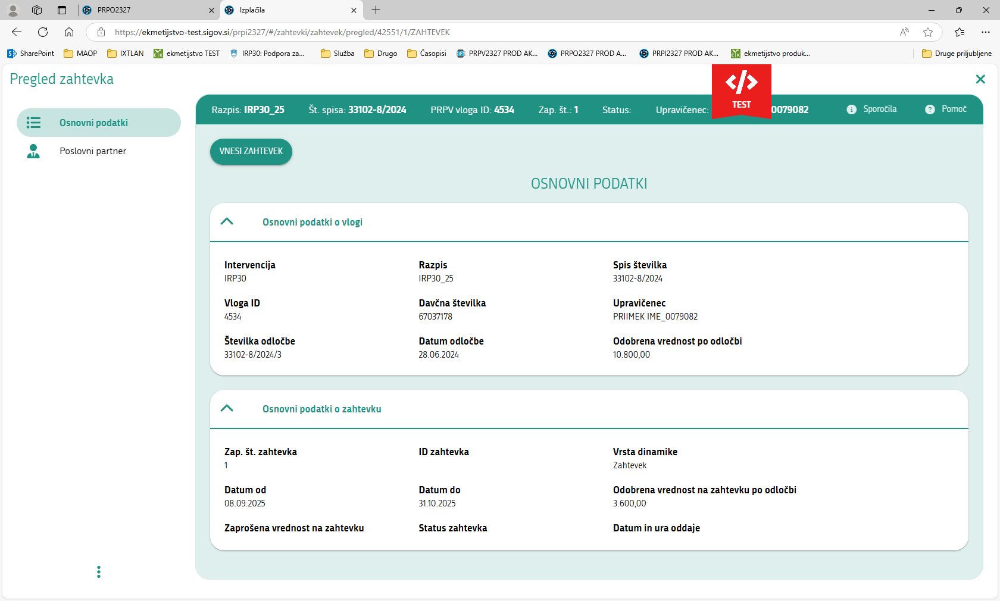 PRPO2327
Izplačila
https://ekmetijstvo-test.sigov.si/prpi2327/#/zahtevki/zahtevek/pregled/42551/1/ZAHTEVEK
SharePoint MAOP IXTLAN ekmetijstvo TEST IRP30: Podpora za... Služba Drugo Časopisi PRPV2327 PROD AK... PRPO2327 PROD A... PRPI2327 PROD AK... ekmetijstvo produk... Druge priljubljene
Pregled zahtevka
TEST
Osnovni podatki
Poslovni partner
Razpis: IRP30_25 Št. spisa: 33102-8/2024 PRPV vloga ID: 4534 Zap. št.: 1 Status: Upravičenec: 0079082 Sporočila Pomoč
VNESI ZAHTEVEK
OSNOVNI PODATKI
Osnovni podatki o vlogi
Intervencija Razpis Spis številka
IRP30 IRP30_25 33102-8/2024
Vloga ID Davčna številka Upravičenec
4534 67037178 PRIIMEK IME_0079082
Številka odločbe Datum odločbe Odobrena vrednost po odločbi
33102-8/2024/3 28.06.2024 10.800,00
Osnovni podatki o zahtevku
Zap. št. zahtevka ID zahtevka Vrsta dinamike
1 Zahtevek
Datum od Datum do Odobrena vrednost na zahtevku po odločbi
08.09.2025 31.10.2025 3.600,00
Zaprošena vrednost na zahtevku Status zahtevka Datum in ura oddaje